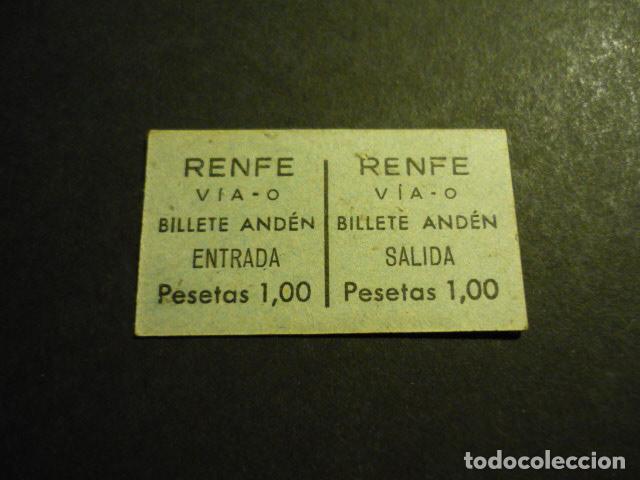 RENFE
VÍA-O
BILLETE ANDÉN
ENTRADA
Pesetas 1,00
RENFE
VÍA-O
BILLETE ANDÉN
SALIDA
Pesetas 1,00
todocoleccion